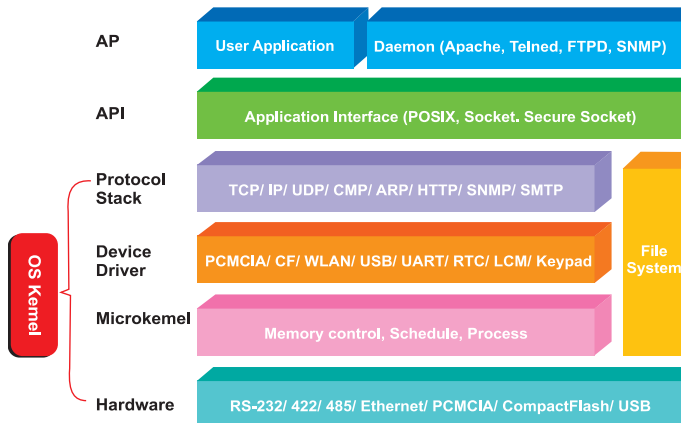 AP
User Application
Daemon (Apache, Telned, FTPD, SNMP)
API
Application Interface (POSIX, Socket. Secure Socket)
Protocol
Stack
TCP/ IP/ UDP/ CMP/ ARP/ HTTP/ SNMP/ SMTP
File
System
OS Kernel
Device
Driver
PCMCIA/ CF/ WLAN/ USB/ UART/ RTC/ LCM/ Keypad
Microkernel
Memory control, Schedule, Process
Hardware
RS-232/ 422/ 485/ Ethernet/ PCMCIA/ CompactFlash/ USB